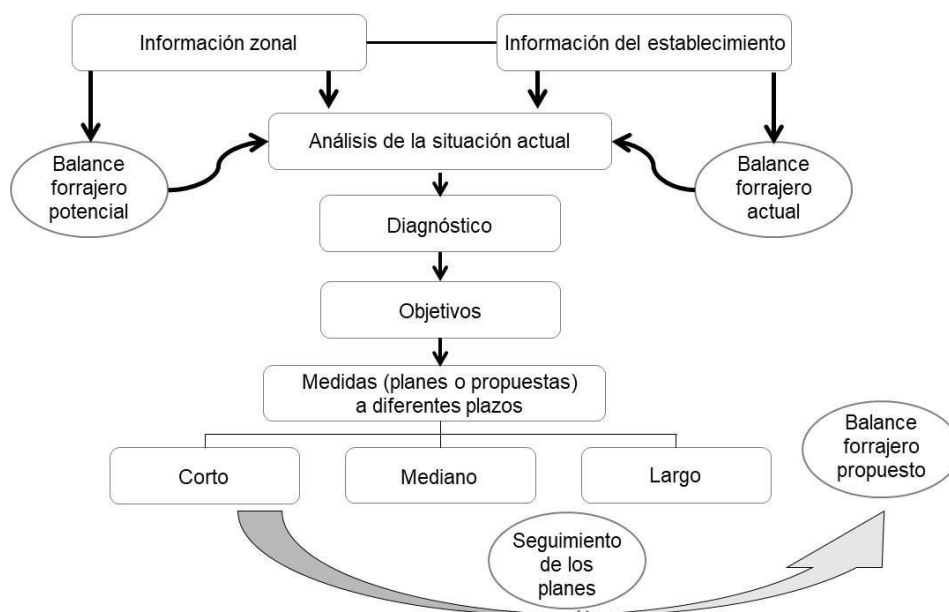 Información zonal
Información del establecimiento
Balance
forrajero
potencial
Análisis de la situación actual
Balance
forrajero
actual
Diagnóstico
Objetivos
Medidas (planes o propuestas)
a diferentes plazos
Corto
Mediano
Largo
Balance
forrajero
propuesto
Seguimiento
de los
planes